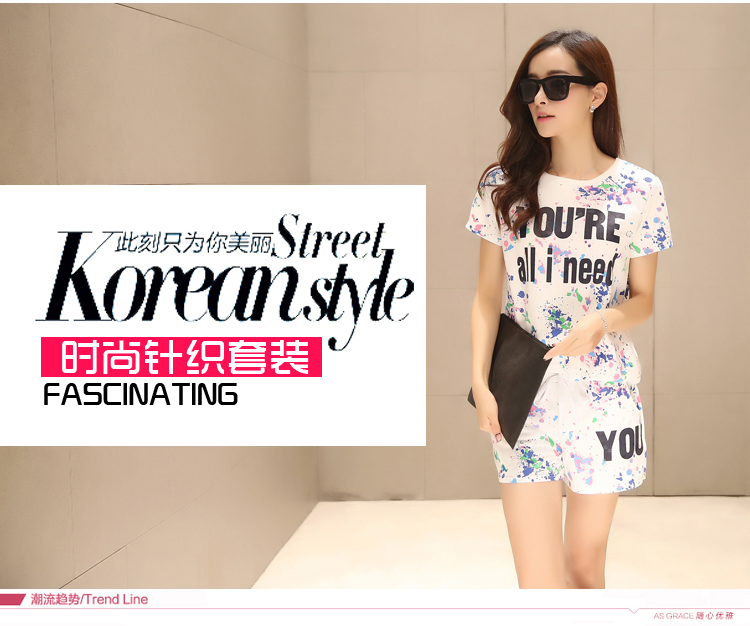 此刻只为你美丽 Street
Korean style
时尚针织套装
FASCINATING
YOU'RE
all i need
YOU
潮流趋势/Trend Line
AS GRACE 随心优雅